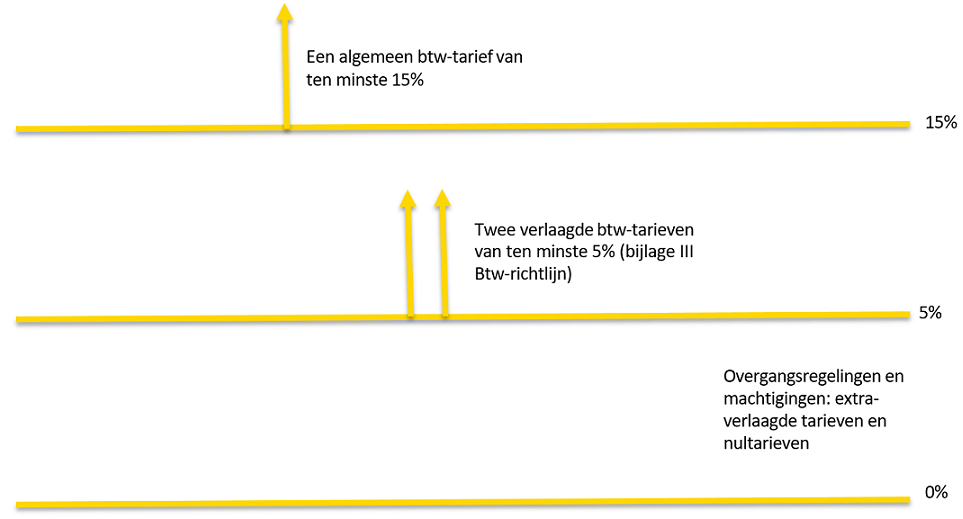 Een algemeen btw-tarief van
ten minste 15%
15%
Twee verlaagde btw-tarieven
van ten minste 5% (bijlage III
Btw-richtlijn)
5%
Overgangsregelingen en
machtigingen: extra-
verlaagde tarieven en
nultarieven
0%